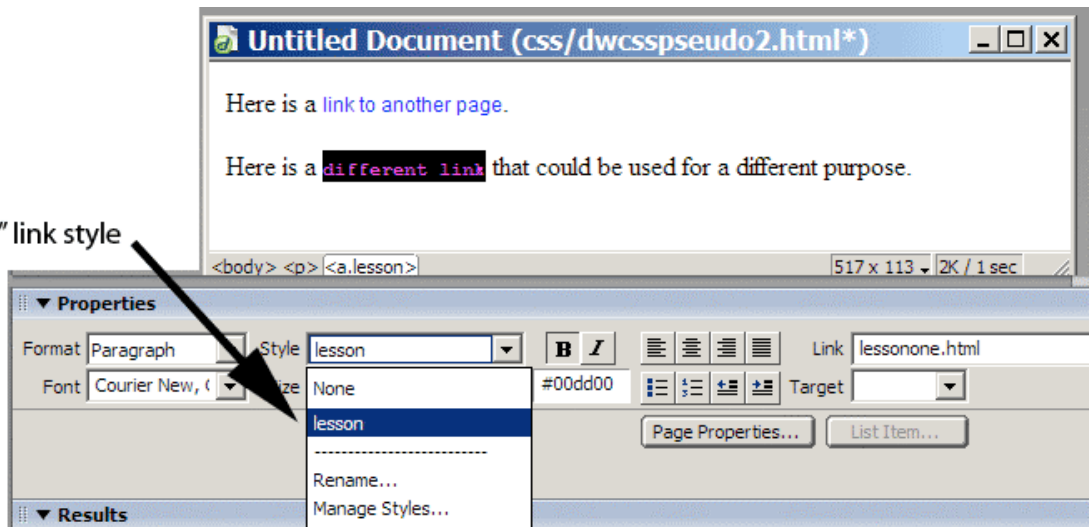 Untitled Document (css/dwcsspseudo2.html*)
Here is a link to another page.
Here is a different link that could be used for a different purpose.
" link style
<body> <p> <a.lesson>
517 x 113 2K / 1 sec
Properties
Format Paragraph Style lesson B I Link lessonone.html
Font Courier New, ize #00dd00 Target
None
lesson
Page Properties... List Item...
--------------------------
Rename...
Manage Styles...
Results